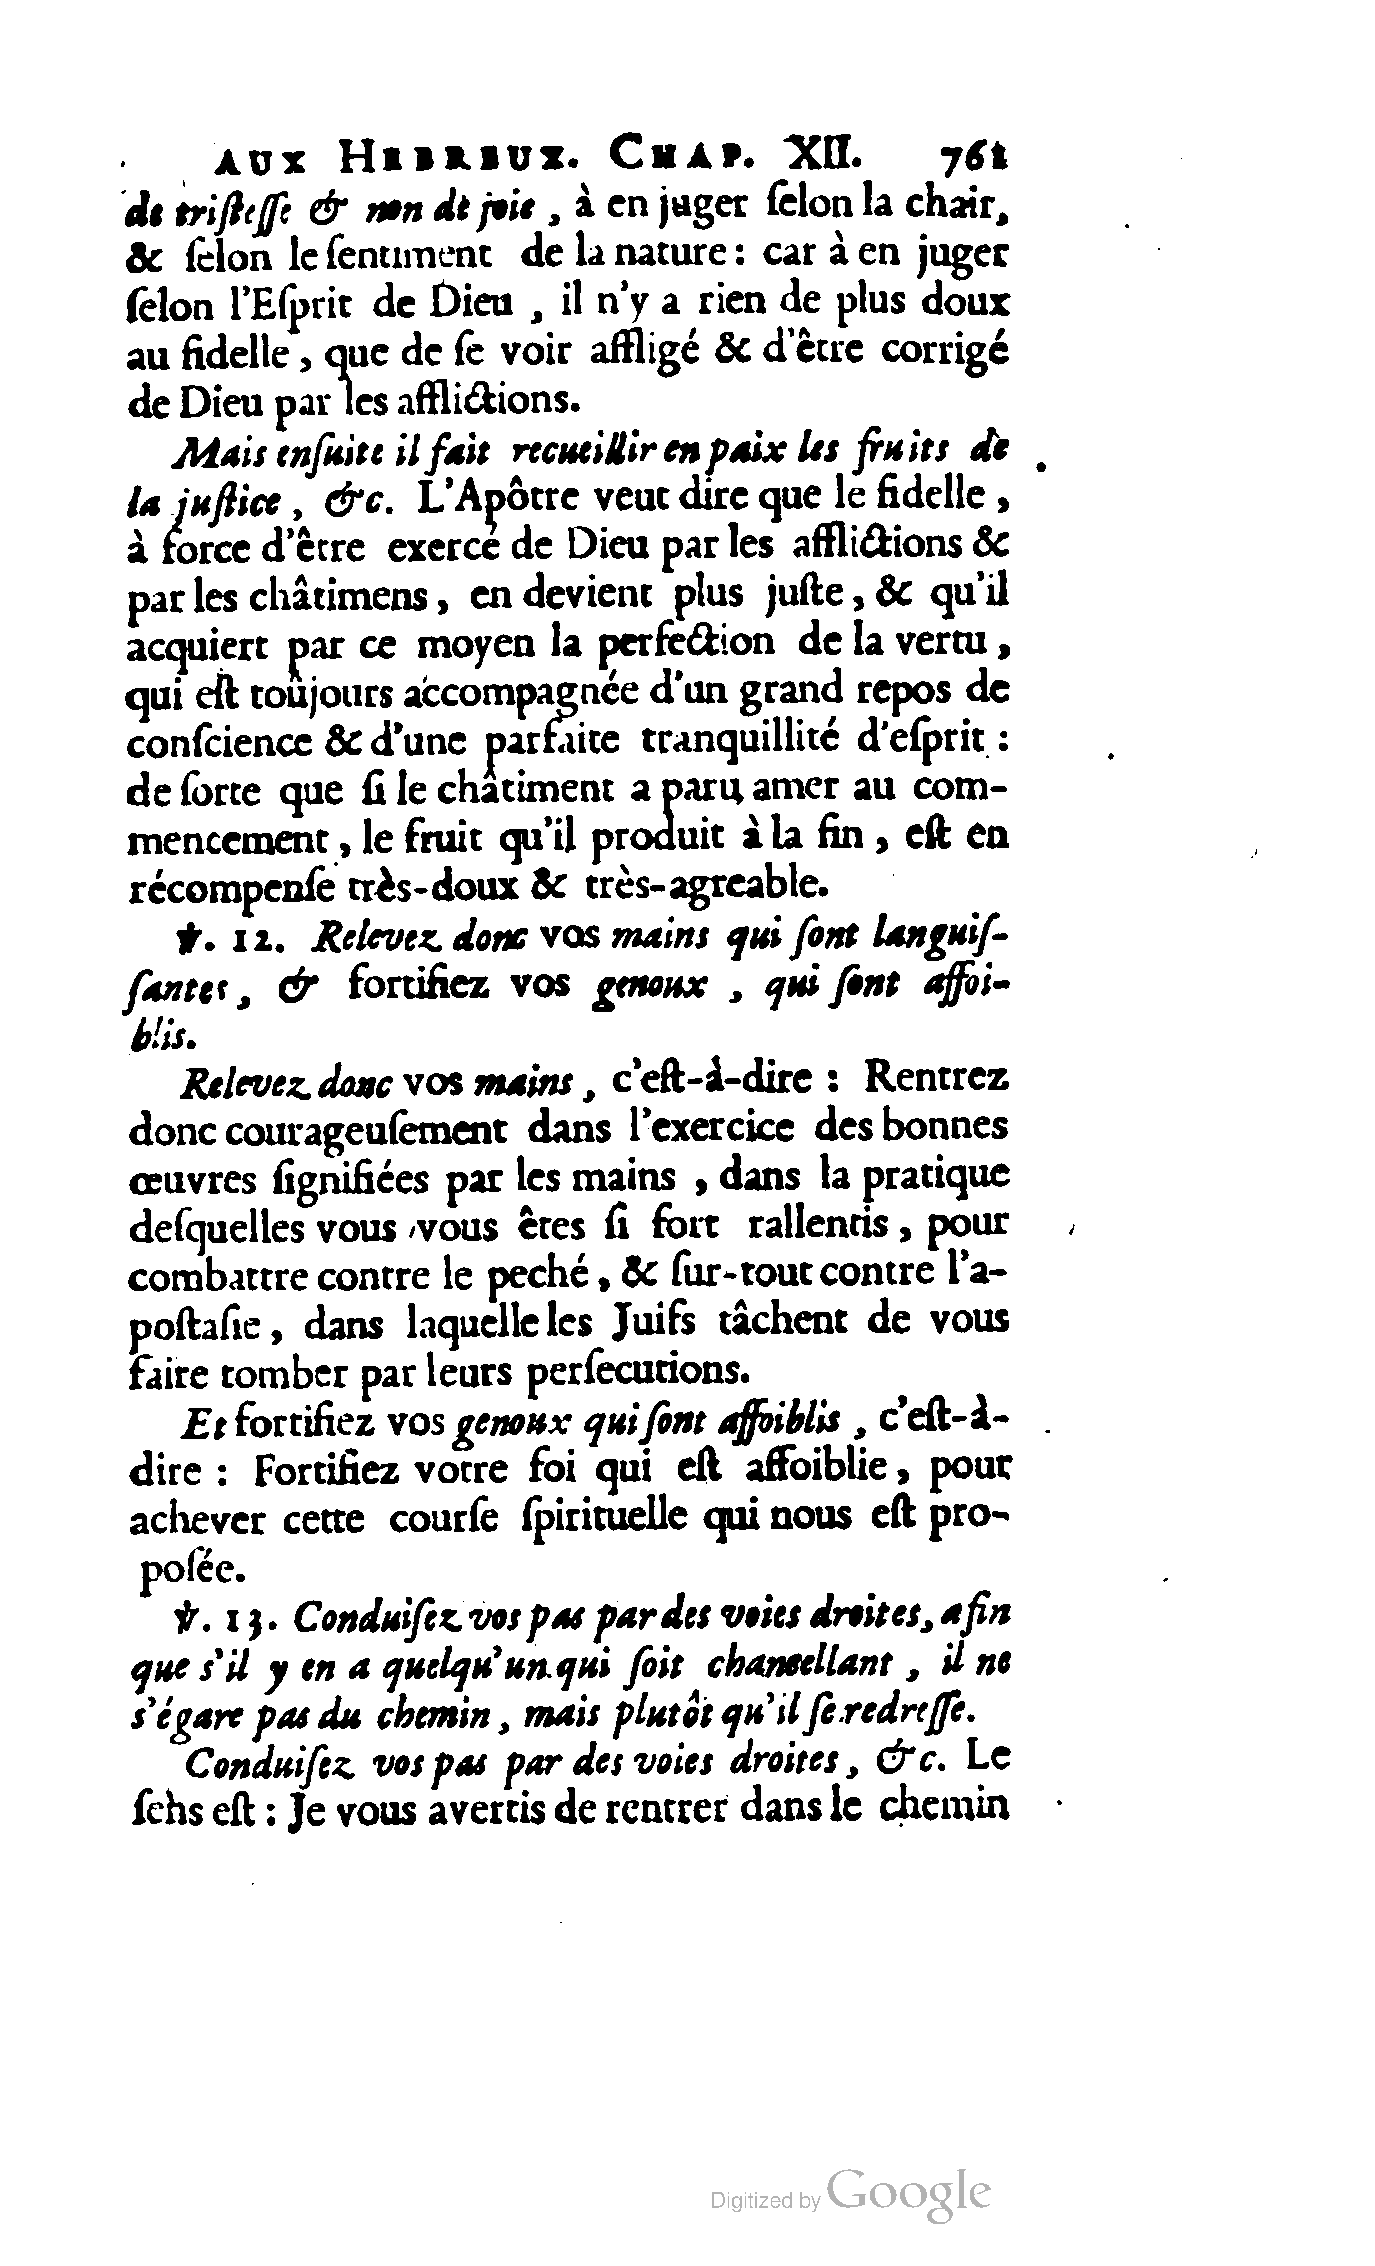 AUX HEBREUX. CHAP. XII. 761
de triſteſſe & non de joie, à en juger ſelon la chair,
& ſelon le ſentiment de la nature: car à en juger
ſelon l'Eſprit de Dieu, il n'y a rien de plus doux
au fidelle, que de ſe voir affligé & d'être corrigé
de Dieu par les afflictions.
Mais enſuite il fait recueillir en paix les fruits de
la juſtice, &c. L'Apôtre veut dire que le fidelle,
à force d'être exercé de Dieu par les afflictions &
par les châtimens, en devient plus juſte, & qu'il
acquiert par ce moyen la perfection de la vertu,
qui eſt toûjours accompagnée d'un grand repos de
conſcience & d'une parfaite tranquillité d'eſprit:
de ſorte que ſi le châtiment a paru amer au com-
mencement, le fruit qu'il produit à la fin, eſt en
récompenſe très-doux & très-agreable.
℣. 12. Relevez donc vos mains qui ſont languiſ-
ſantes, & fortifiez vos genoux, qui ſont affoi-
blis.
Relevez donc vos mains, c'eſt-à-dire: Rentrez
donc courageuſement dans l'exercice des bonnes
œuvres ſignifiées par les mains, dans la pratique
deſquelles vous vous êtes ſi fort rallentis, pour
combattre contre le peché, & ſur-tout contre l'a-
poſtaſie, dans laquelle les Juifs tâchent de vous
faire tomber par leurs perſecutions.
Et fortifiez vos genoux qui ſont affoiblis, c'eſt-à-
dire: Fortifiez votre foi qui eſt affoiblie, pour
achever cette courſe ſpirituelle qui nous eſt pro-
poſée.
℣. 13. Conduiſez vos pas par des voies droites, afin
que s'il y en a quelqu'un qui ſoit chancellant, il ne
s'égare pas du chemin, mais plutôt qu'il ſe redreſſe.
Conduiſez vos pas par des voies droites, &c. Le
ſens eſt: Je vous avertis de rentrer dans le chemin
Digitized by Google